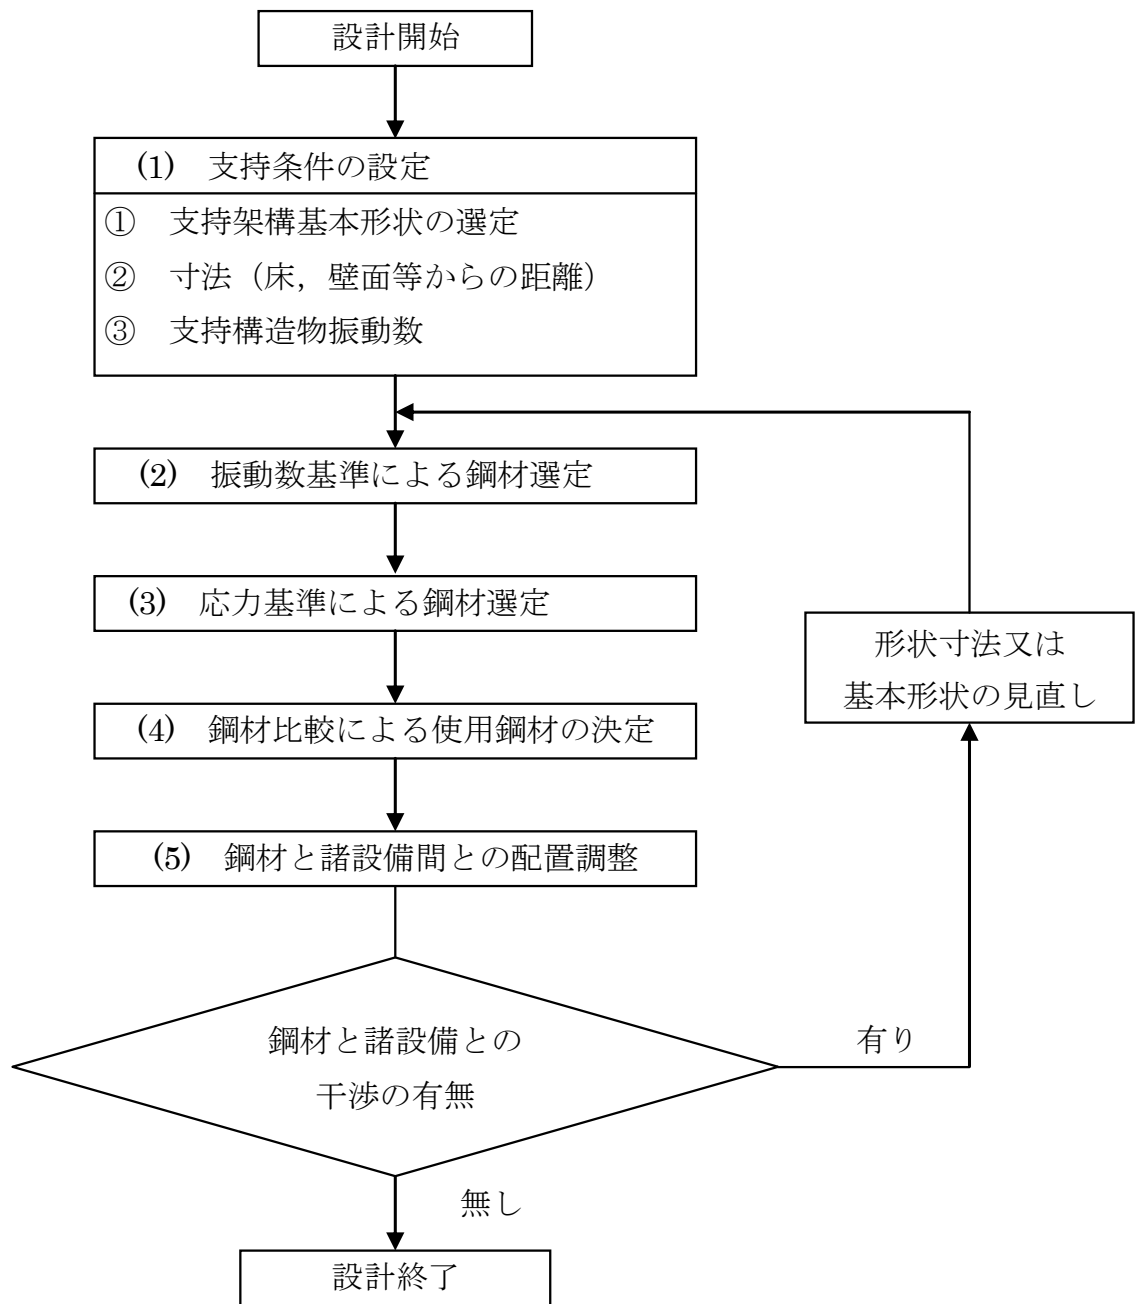 設計開始
(1) 支持条件の設定
① 支持架構基本形状の選定
② 寸法（床，壁面等からの距離）
③ 支持構造物振動数
(2) 振動数基準による鋼材選定
(3) 応力基準による鋼材選定
形状寸法又は
基本形状の見直し
(4) 鋼材比較による使用鋼材の決定
(5) 鋼材と諸設備間との配置調整
鋼材と諸設備との
干渉の有無
有り
無し
設計終了